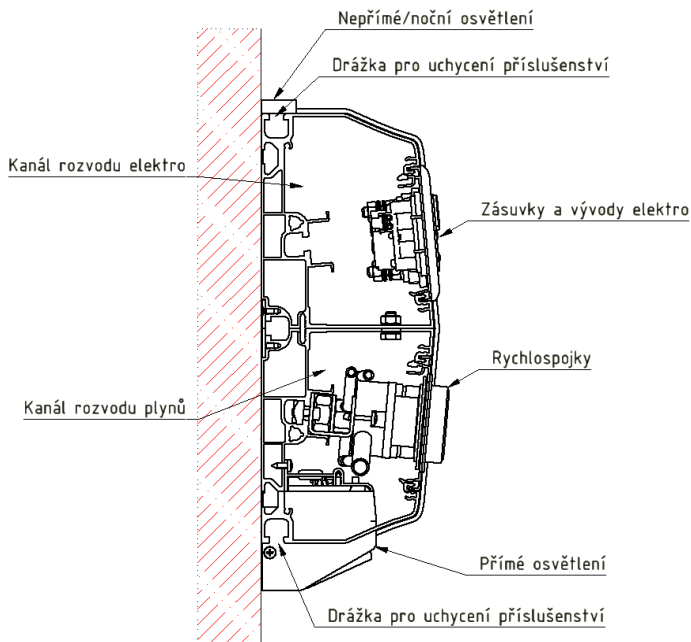 Nepřímé/noční osvětlení
Drážka pro uchycení příslušenství
Kanál rozvodu elektro
Zásuvky a vývody elektro
Rychlospojky
Kanál rozvodu plynů
Přímé osvětlení
Drážka pro uchycení příslušenství